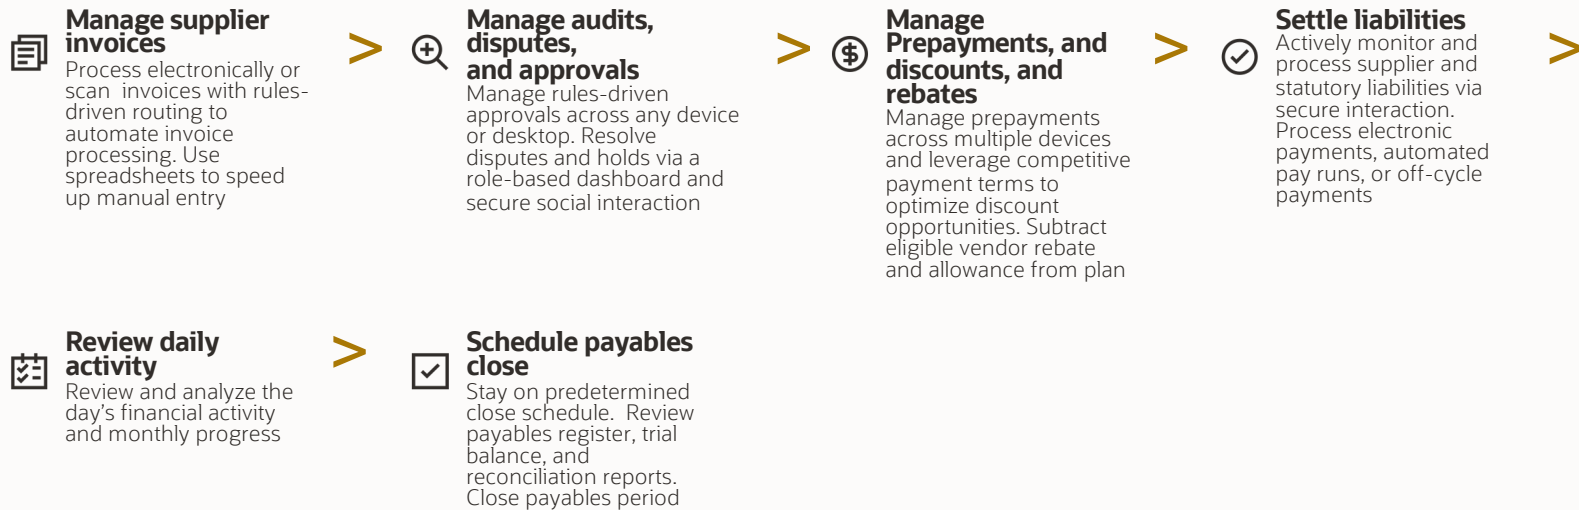 Manage supplier
invoices
Process electronically or
scan  invoices with rules-
driven routing to
automate invoice
processing. Use
spreadsheets to speed
up manual entry
>
Manage audits,
disputes,
and approvals
Manage rules-driven
approvals across any device
or desktop. Resolve
disputes and holds via a
role-based dashboard and
secure social interaction
>
Manage
Prepayments, and
discounts, and
rebates
Manage prepayments
across multiple devices
and leverage competitive
payment terms to
optimize discount
opportunities. Subtract
eligible vendor rebate
and allowance from plan
>
Settle liabilities
Actively monitor and
process supplier and
statutory liabilities via
secure interaction.
Process electronic
payments, automated
pay runs, or off-cycle
payments
>
Review daily
activity
Review and analyze the
day’s financial activity
and monthly progress
>
Schedule payables
close
Stay on predetermined
close schedule.  Review
payables register, trial
balance, and
reconciliation reports.
Close payables period